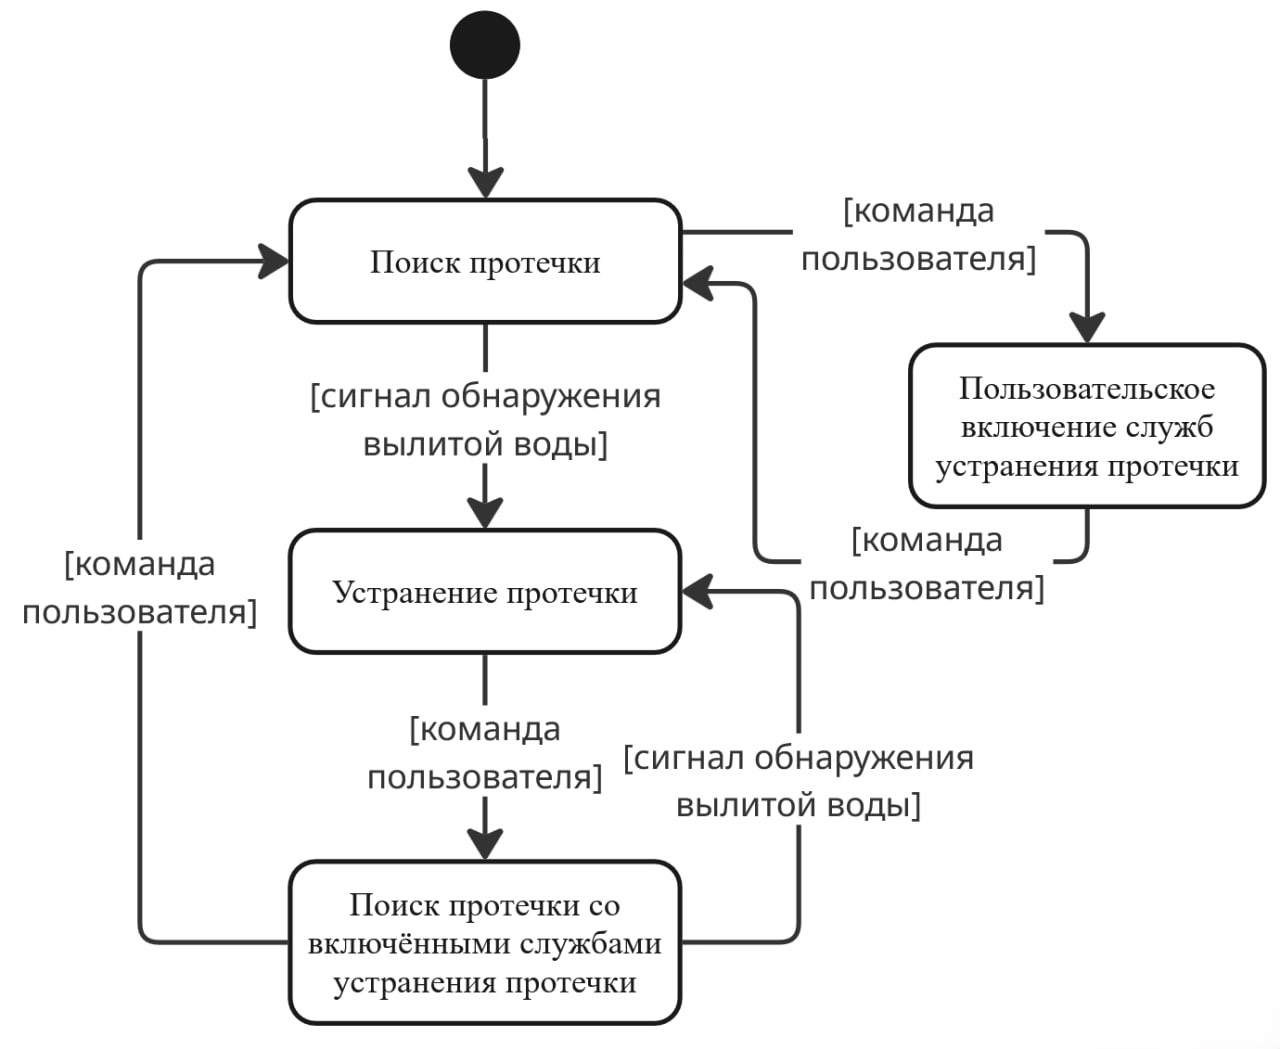 [команда
пользователя]
Поиск протечки
Пользовательское
включение служб
устранения протечки
[сигнал обнаружения
вылитой воды]
[команда
пользователя]
[команда
пользователя]
Устранение протечки
[команда
пользователя]
[сигнал обнаружения
вылитой воды]
Поиск протечки со
включёнными службами
устранения протечки